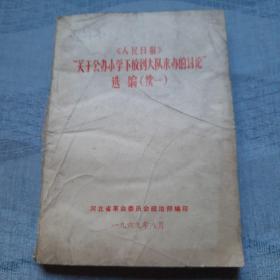 《人民日报》
“关于公办小学下放到大队来办的讨论”
选编（续一）
河北省革命委员会政治部编印
一九六九年八月